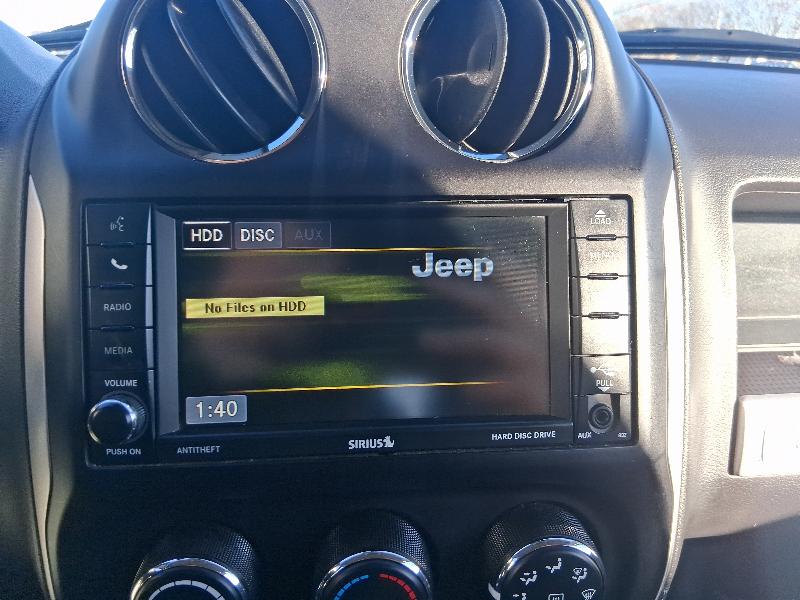 HDD DISC AUX
LOAD
Jeep
RADIO
No Files on HDD
MEDIA
VOLUME
PULL
1:40
PUSH ON
ANTITHEFT
SIRIUS
HARD DISC DRIVE
AUX